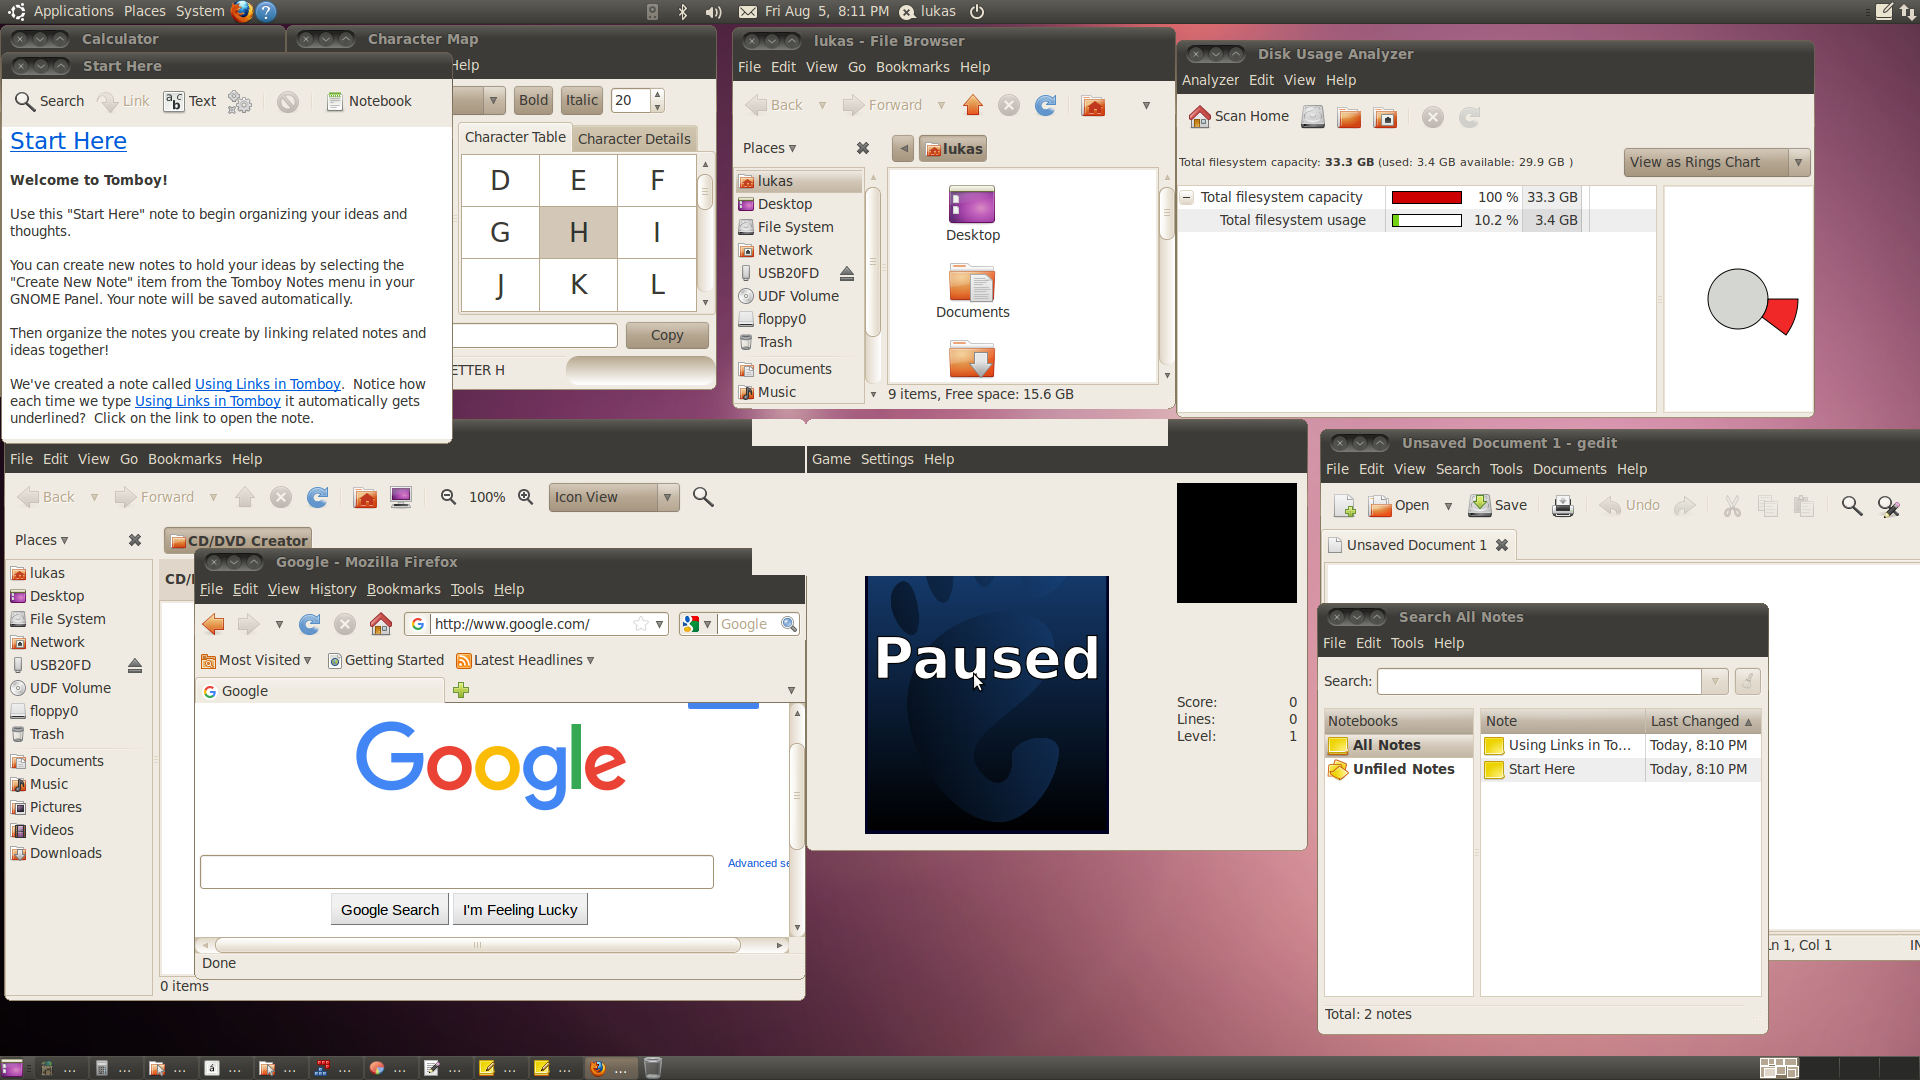 Applications Places System
Fri Aug 5, 8:11 PM lukas
Calculator
Character Map
Start Here
Search Link Text Notebook
Start Here
Welcome to Tomboy!
Use this "Start Here" note to begin organizing your ideas and
thoughts.
You can create new notes to hold your ideas by selecting the
"Create New Note" item from the Tomboy Notes menu in your
GNOME Panel. Your note will be saved automatically.
Then organize the notes you create by linking related notes and
ideas together!
We've created a note called Using Links in Tomboy. Notice how
each time we type Using Links in Tomboy it automatically gets
underlined? Click on the link to open the note.
Help
Bold Italic 20
Character Table Character Details
D E F
G H I
J K L
Copy
ETTER H
lukas - File Browser
File Edit View Go Bookmarks Help
Back Forward
Places lukas
lukas
Desktop
File System
Network
USB20FD
UDF Volume
floppy0
Trash
Documents
Music
Desktop
Documents
9 items, Free space: 15.6 GB
Disk Usage Analyzer
Analyzer Edit View Help
Scan Home
Total filesystem capacity: 33.3 GB (used: 3.4 GB available: 29.9 GB )
View as Rings Chart
Total filesystem capacity 100 % 33.3 GB
Total filesystem usage 10.2 % 3.4 GB
File Edit View Go Bookmarks Help
Back Forward 100% Icon View
Places CD/DVD Creator
lukas
Desktop
File System
Network
USB20FD
UDF Volume
floppy0
Trash
Documents
Music
Pictures
Videos
Downloads
CD/
0 items
Google - Mozilla Firefox
File Edit View History Bookmarks Tools Help
http://www.google.com/ Google
Most Visited Getting Started Latest Headlines
Google
Google
Advanced se
Google Search I'm Feeling Lucky
Done
Game Settings Help
Paused
Score: 0
Lines: 0
Level: 1
Unsaved Document 1 - gedit
File Edit View Search Tools Documents Help
Open Save Undo
Unsaved Document 1
Ln 1, Col 1 IN
Search All Notes
File Edit Tools Help
Search:
Notebooks Note Last Changed
All Notes Using Links in To... Today, 8:10 PM
Unfiled Notes Start Here Today, 8:10 PM
Total: 2 notes
... ... ... ... ... ... ... ... ... ... ...